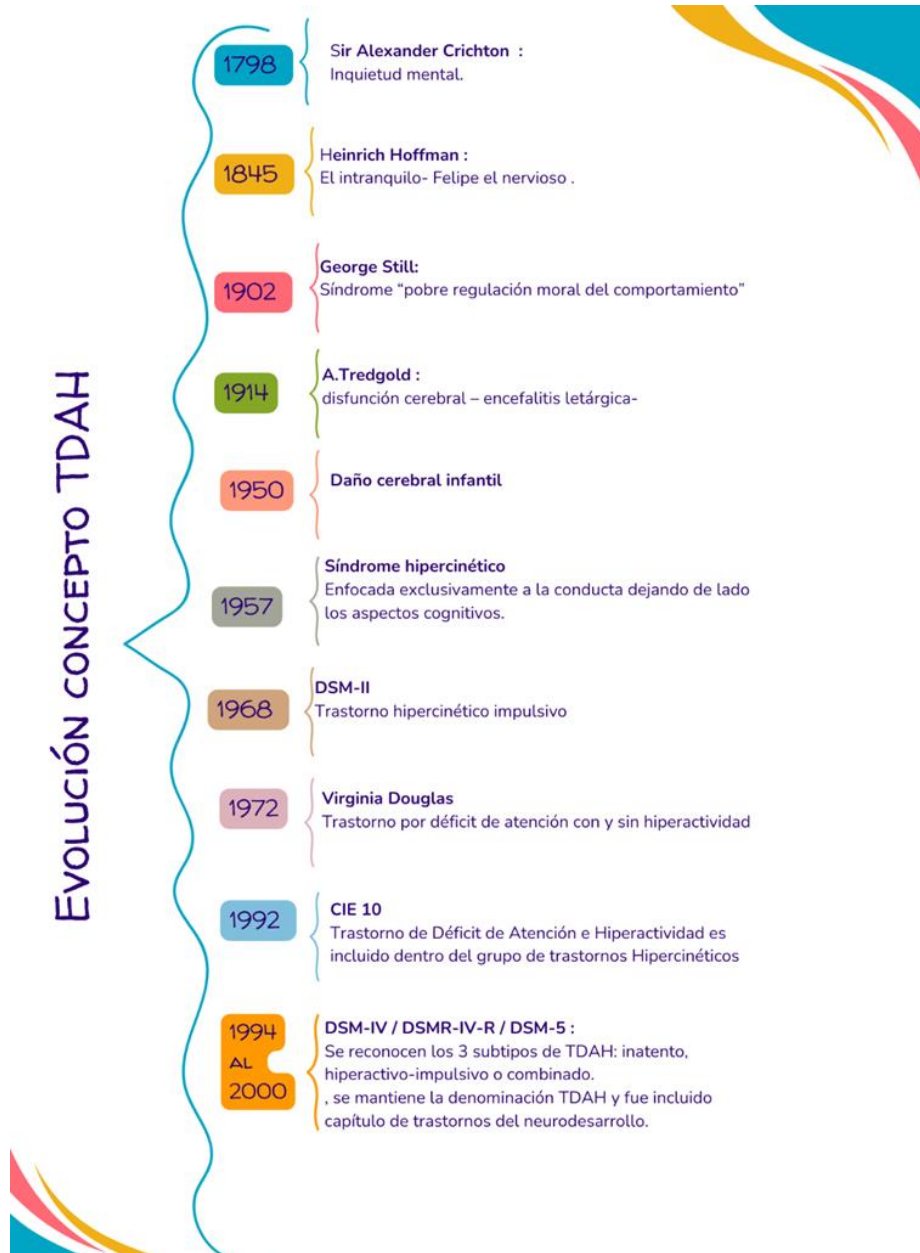 EVOLUCIÓN CONCEPTO TDAH
1798
Sir Alexander Crichton :
Inquietud mental.
1845
Heinrich Hoffman :
El intranquilo- Felipe el nervioso .
1902
George Still:
Síndrome “pobre regulación moral del comportamiento”
1914
A.Tredgold :
disfunción cerebral – encefalitis letárgica-
1950
Daño cerebral infantil
1957
Síndrome hipercinético
Enfocada exclusivamente a la conducta dejando de lado
los aspectos cognitivos.
1968
DSM-II
Trastorno hipercinético impulsivo
1972
Virginia Douglas
Trastorno por déficit de atención con y sin hiperactividad
1992
CIE 10
Trastorno de Déficit de Atención e Hiperactividad es
incluido dentro del grupo de trastornos Hipercinéticos
1994
AL
2000
DSM-IV / DSMR-IV-R / DSM-5 :
Se reconocen los 3 subtipos de TDAH: inatento,
hiperactivo-impulsivo o combinado.
, se mantiene la denominación TDAH y fue incluido
capítulo de trastornos del neurodesarrollo.